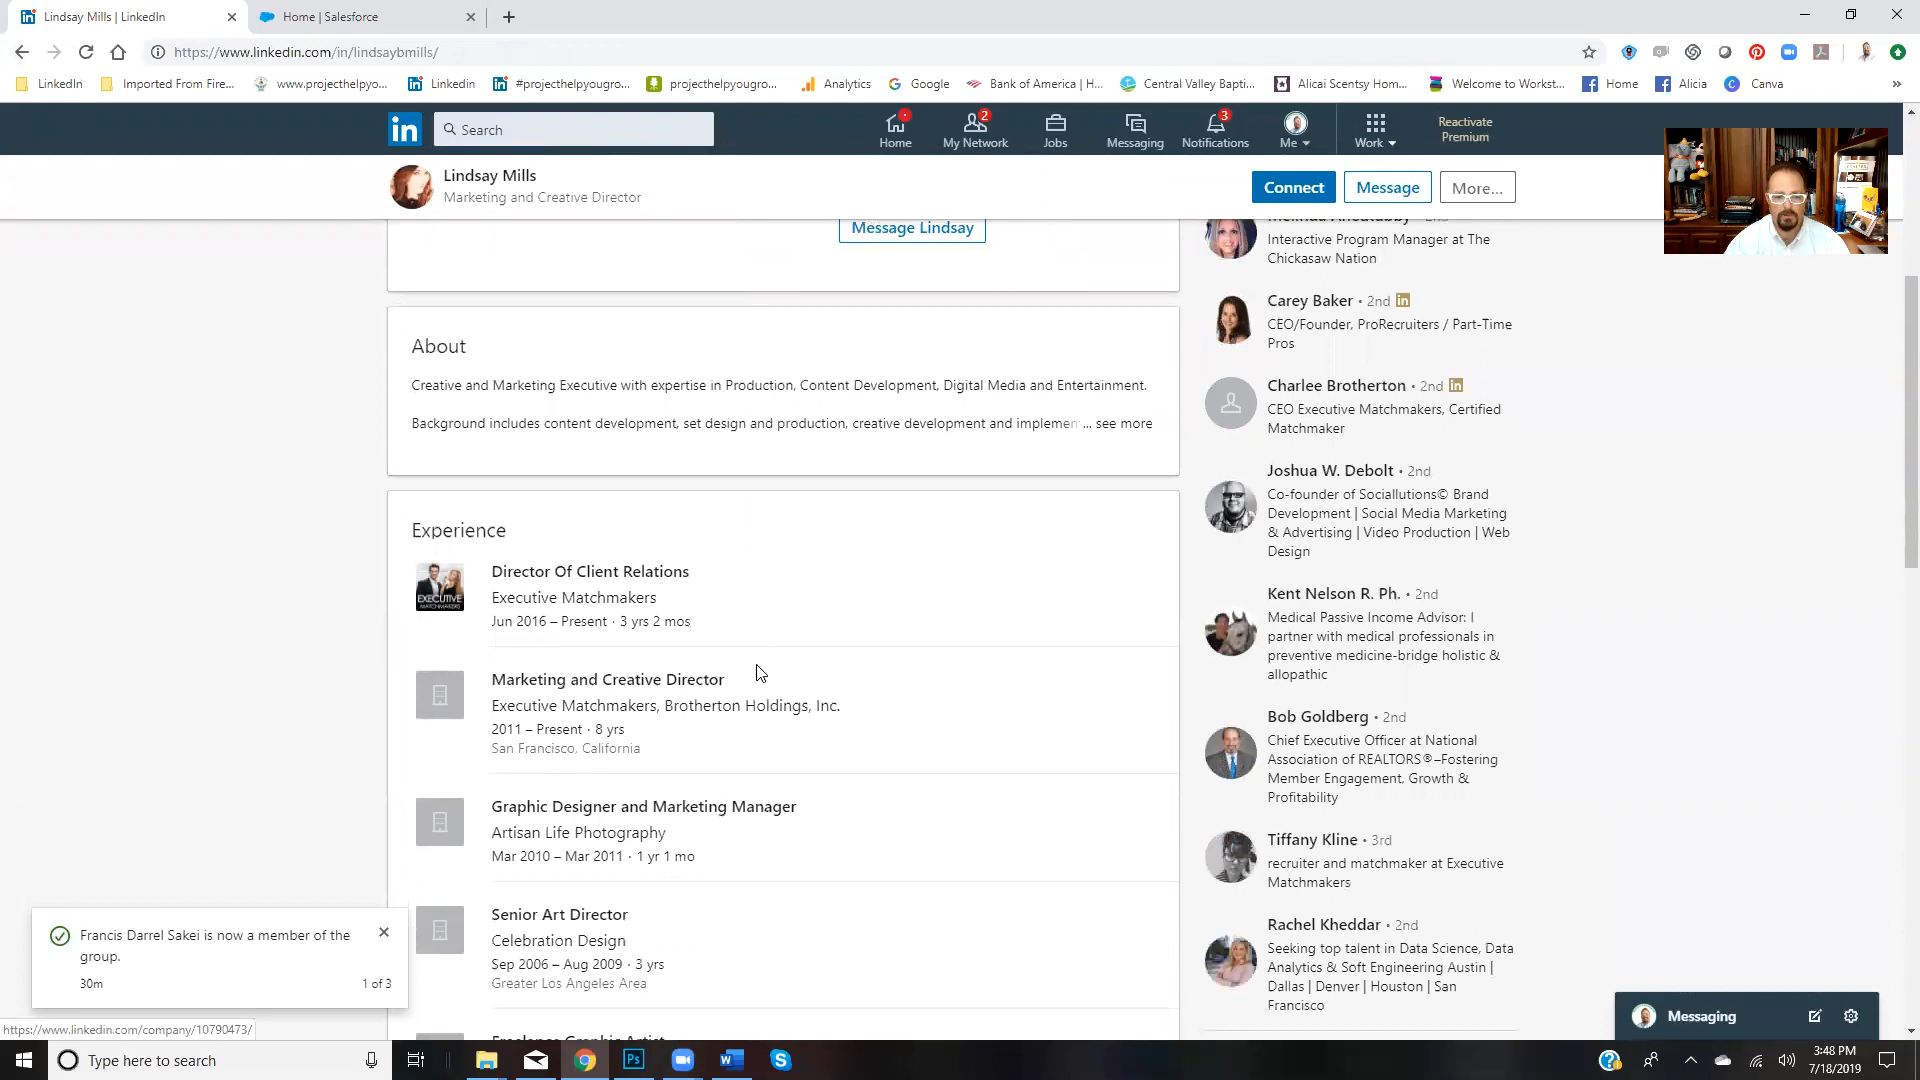 Lindsay Mills | LinkedIn
Home | Salesforce
https://www.linkedin.com/in/lindsaybmills/
LinkedIn
Imported From Fire...
www.projecthelpyo...
Linkedin
#projecthelpyougro...
projecthelpyougro...
Analytics
Google
Bank of America | H...
Central Valley Bapti...
Alicai Scentsy Hom...
Welcome to Workst...
Home
Alicia
Canva
»
in
Search
Home
2
My Network
Jobs
Messaging
3
Notifications
Me
Work
Reactivate
Premium
Lindsay Mills
Marketing and Creative Director
Connect
Message
More...
Message Lindsay
About
Creative and Marketing Executive with expertise in Production, Content Development, Digital Media and Entertainment.
Background includes content development, set design and production, creative development and implemen ... see more
Experience
EXECUTIVE
MATCHMAKERS
Director Of Client Relations
Executive Matchmakers
Jun 2016 – Present · 3 yrs 2 mos
Marketing and Creative Director
Executive Matchmakers, Brotherton Holdings, Inc.
2011 – Present · 8 yrs
San Francisco, California
Graphic Designer and Marketing Manager
Artisan Life Photography
Mar 2010 – Mar 2011 · 1 yr 1 mo
Senior Art Director
Celebration Design
Sep 2006 – Aug 2009 · 3 yrs
Greater Los Angeles Area
Interactive Program Manager at The
Chickasaw Nation
Carey Baker • 2nd in
CEO/Founder, ProRecruiters / Part-Time
Pros
Charlee Brotherton • 2nd in
CEO Executive Matchmakers, Certified
Matchmaker
Joshua W. Debolt • 2nd
Co-founder of Sociallutions© Brand
Development | Social Media Marketing
& Advertising | Video Production | Web
Design
Kent Nelson R. Ph. • 2nd
Medical Passive Income Advisor: I
partner with medical professionals in
preventive medicine-bridge holistic &
allopathic
Bob Goldberg • 2nd
Chief Executive Officer at National
Association of REALTORS®–Fostering
Member Engagement, Growth &
Profitability
Tiffany Kline • 3rd
recruiter and matchmaker at Executive
Matchmakers
Rachel Kheddar • 2nd
Seeking top talent in Data Science, Data
Analytics & Soft Engineering Austin |
Dallas | Denver | Houston | San
Francisco
Francis Darrel Sakei is now a member of the
group.
30m
1 of 3
https://www.linkedin.com/company/10790473/
Messaging
Type here to search
Ps
3:48 PM
7/18/2019